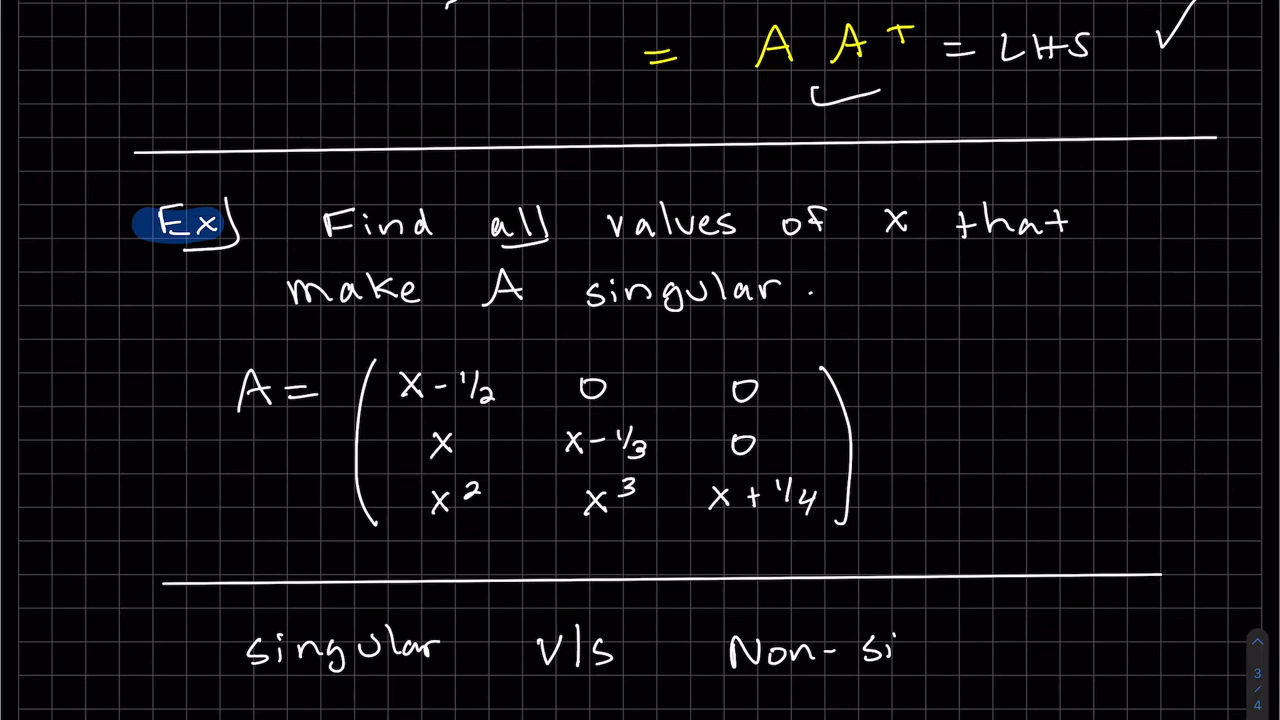 = A A^T = LHS ✓
Ex) Find all values of x that
make A singular.
A = ( x - 1/2 0 0
x x - 1/3 0
x^2 x^3 x + 1/4 )
singular v/s Non-si
3
/
4